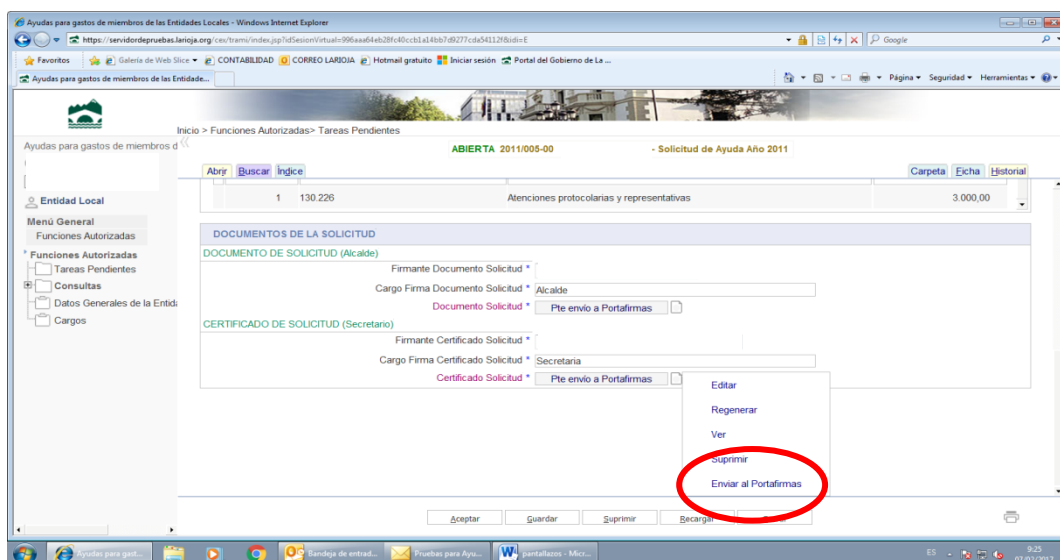 Ayudas para gastos de miembros de las Entidades Locales - Windows Internet Explorer
https://servidordepruebas.larioja.org/ces/trami/index.jsp?idSesionVirtual=996aaa64eb28fc40ccb1a14bb7d9277cda54112f&idi=E
Google
Favoritos Galería de Web Slice CONTABILIDAD CORREO LARIOJA Hotmail gratuito Iniciar sesión Portal del Gobierno de La ...
Ayudas para gastos de miembros de las Entidade... Página Seguridad Herramientas
Inicio > Funciones Autorizadas> Tareas Pendientes
Ayudas para gastos de miembros d
ABIERTA 2011/005-00 - Solicitud de Ayuda Año 2011
Abrir Buscar Índice Carpeta Ficha Historial
1 130.226 Atenciones protocolarias y representativas 3.000,00
Entidad Local
Menú General
Funciones Autorizadas
Funciones Autorizadas
Tareas Pendientes
Consultas
Datos Generales de la Entida
Cargos
DOCUMENTOS DE LA SOLICITUD
DOCUMENTO DE SOLICITUD (Alcalde)
Firmante Documento Solicitud *
Cargo Firma Documento Solicitud * Alcalde
Documento Solicitud * Pte envio a Portafirmas
CERTIFICADO DE SOLICITUD (Secretario)
Firmante Certificado Solicitud *
Cargo Firma Certificado Solicitud * Secretaria
Certificado Solicitud * Pte envio a Portafirmas
Editar
Regenerar
Ver
Suprimir
Enviar al Portafirmas
Aceptar Guardar Suprimir Recargar
Ayudas para gast... Bandeja de entrad... Pruebas para Ayu... pantallazos - Micr... ES 9:25
07/02/2012